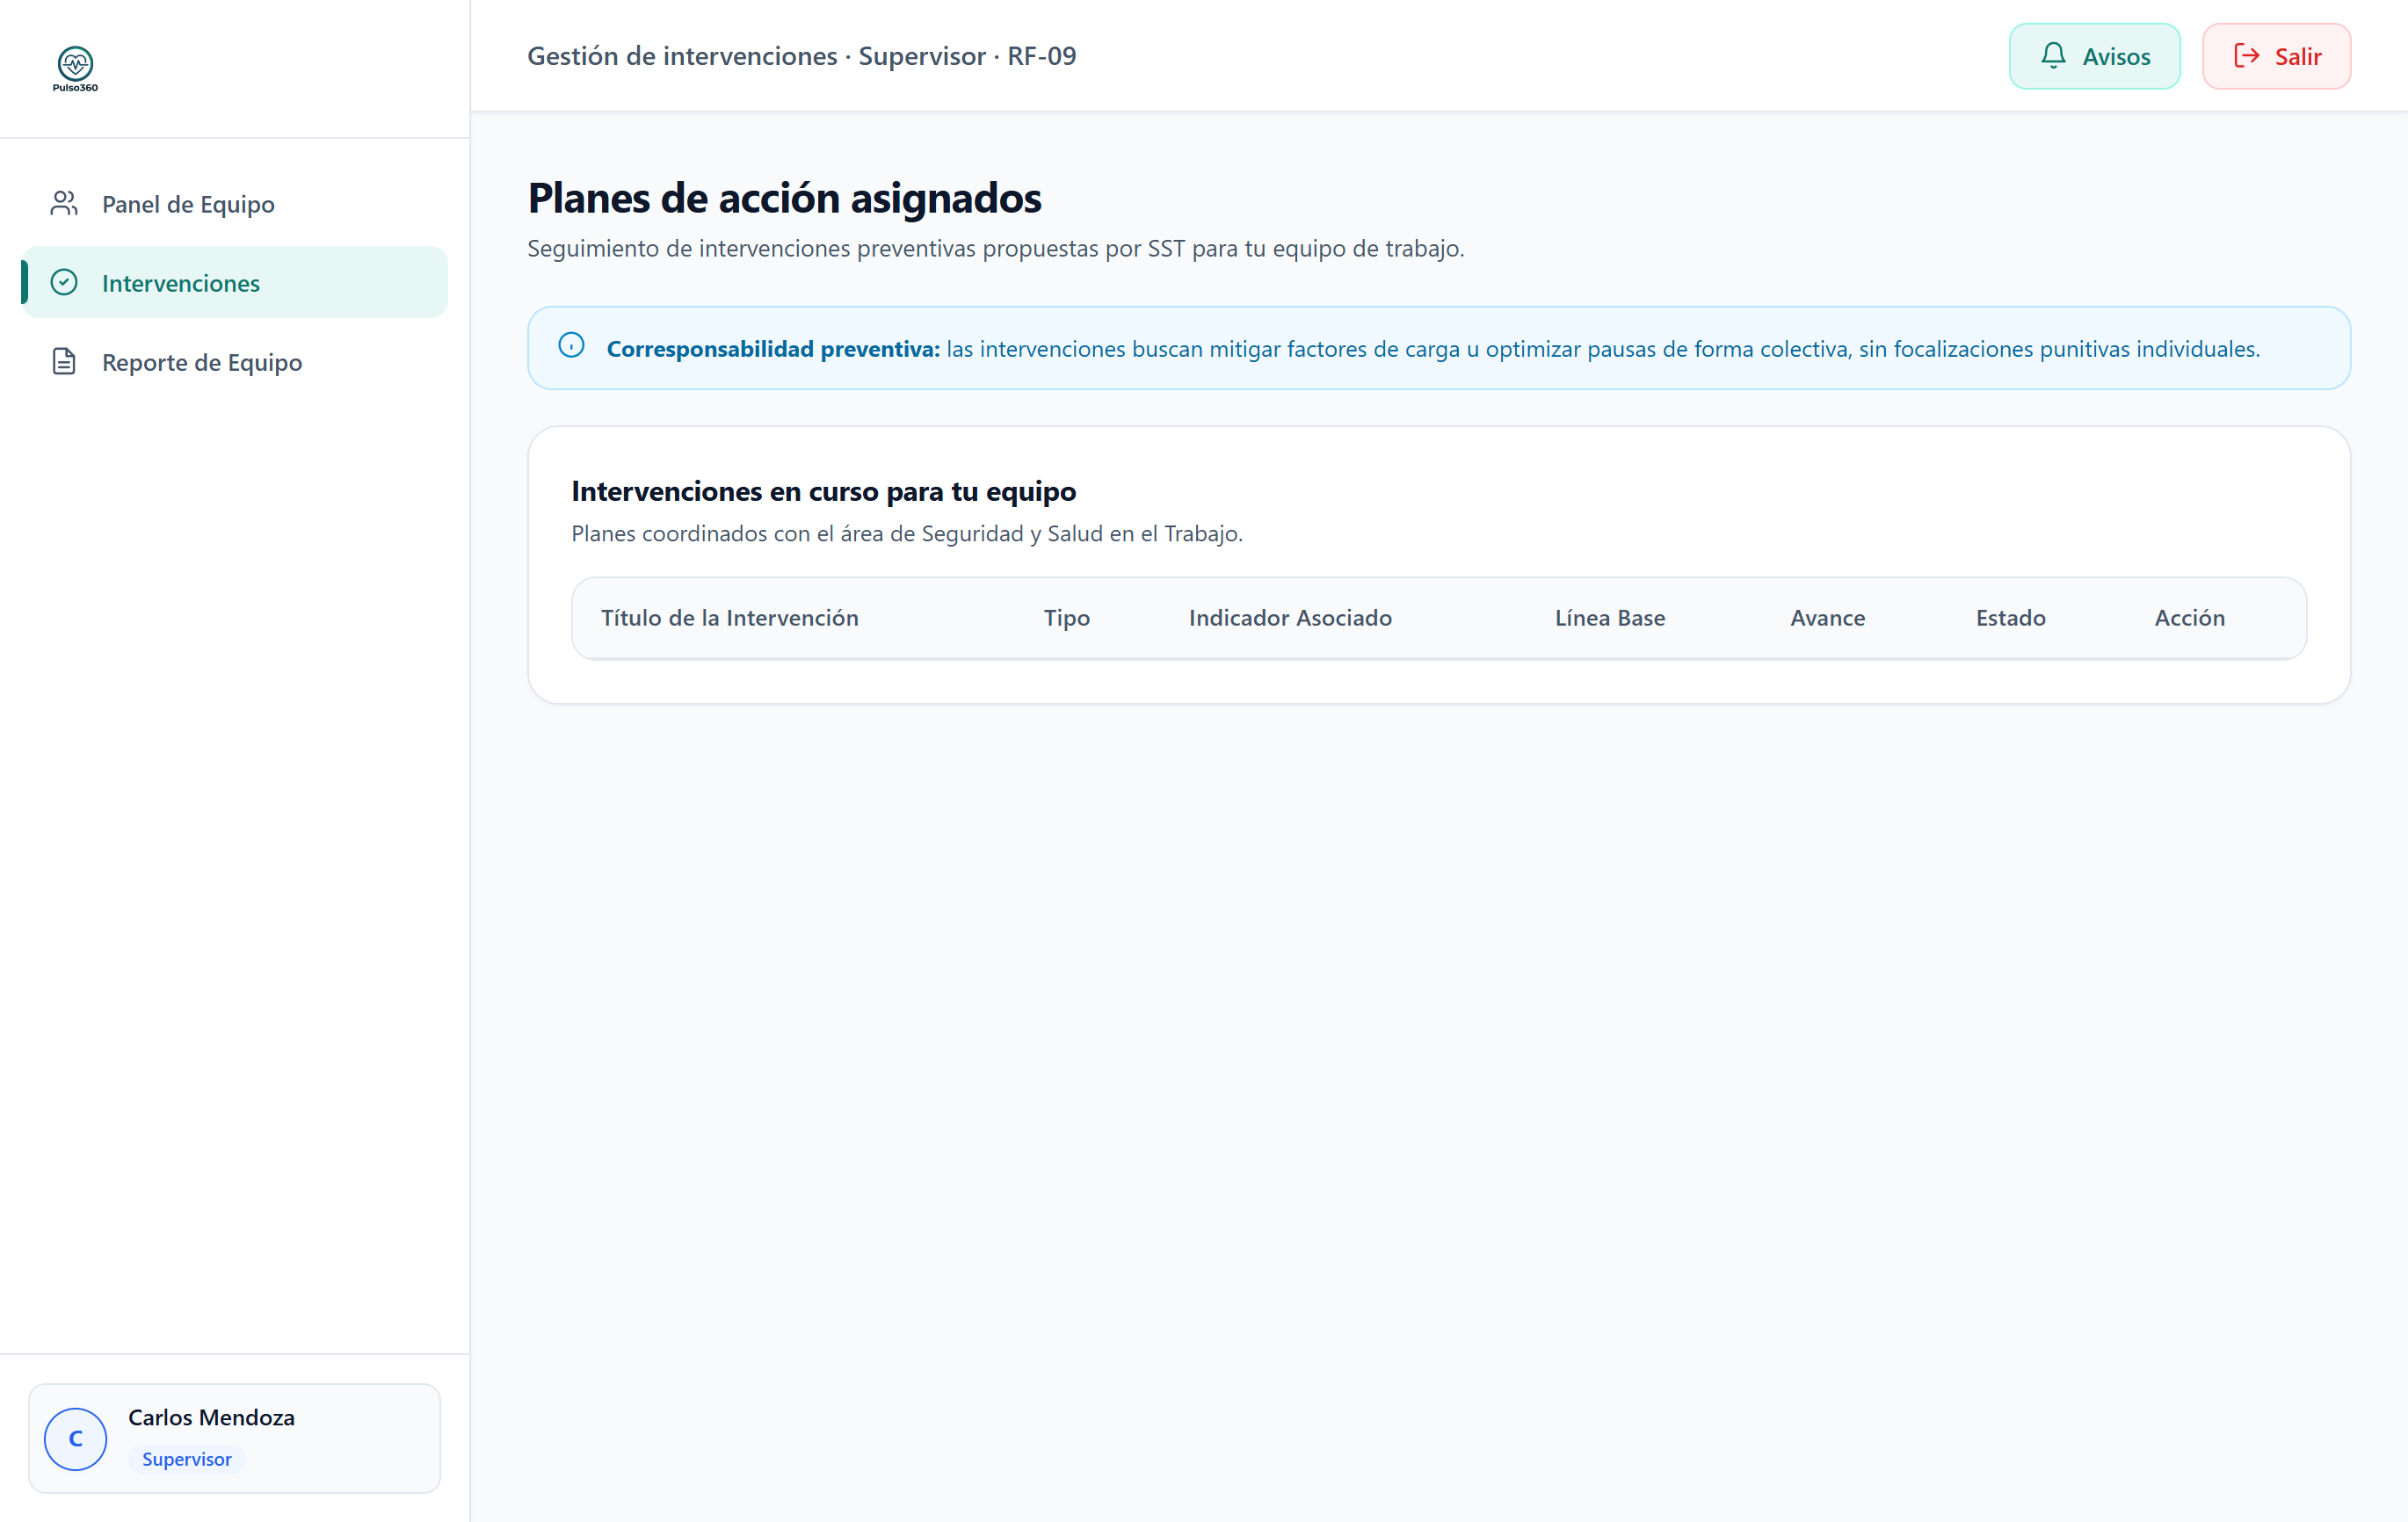 Pulso360
Panel de Equipo
Intervenciones
Reporte de Equipo
Carlos Mendoza
C
Supervisor
Gestión de intervenciones · Supervisor · RF-09
Avisos
Salir
Planes de acción asignados
Seguimiento de intervenciones preventivas propuestas por SST para tu equipo de trabajo.
Corresponsabilidad preventiva: las intervenciones buscan mitigar factores de carga u optimizar pausas de forma colectiva, sin focalizaciones punitivas individuales.
Intervenciones en curso para tu equipo
Planes coordinados con el área de Seguridad y Salud en el Trabajo.
Título de la Intervención Tipo Indicador Asociado Línea Base Avance Estado Acción